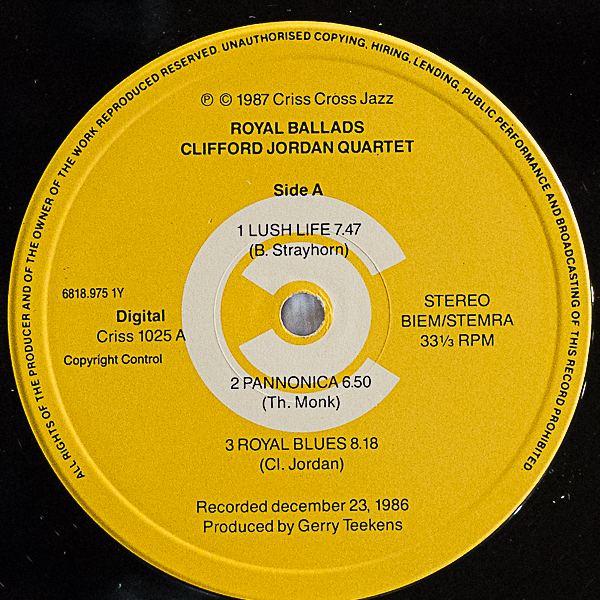 ALL RIGHTS OF THE PRODUCER AND OF THE OWNER OF THE WORK REPRODUCED RESERVED. UNAUTHORISED COPYING, HIRING, LENDING, PUBLIC PERFORMANCE AND BROADCASTING OF THIS RECORD PROHIBITED.
℗ © 1987 Criss Cross Jazz
ROYAL BALLADS
CLIFFORD JORDAN QUARTET
Side A
1 LUSH LIFE 7.47
(B. Strayhorn)
6818.975 1Y
Digital
Criss 1025 A
Copyright Control
STEREO
BIEM/STEMRA
33⅓ RPM
2 PANNONICA 6.50
(Th. Monk)
3 ROYAL BLUES 8.18
(Cl. Jordan)
Recorded december 23, 1986
Produced by Gerry Teekens